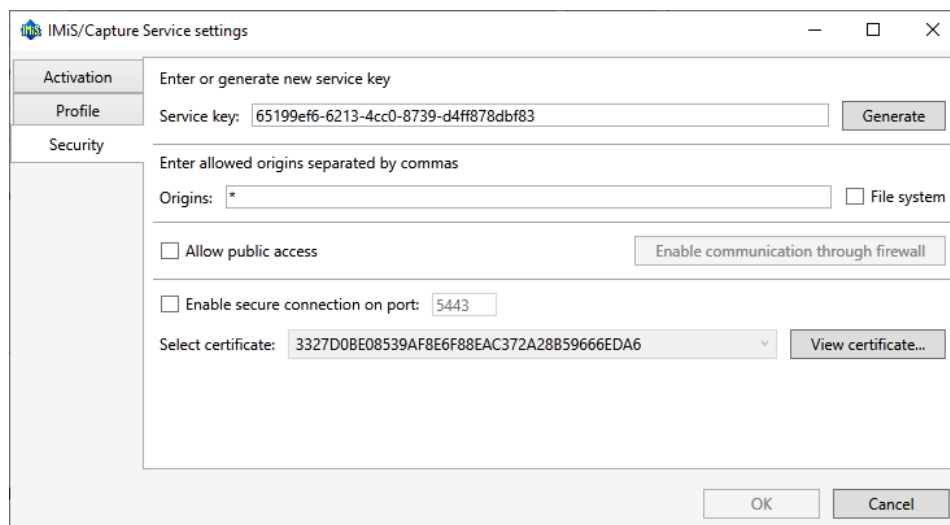 IMiS/Capture Service settings
Activation
Profile
Security
Enter or generate new service key
Service key: 65199ef6-6213-4cc0-8739-d4ff878dbf83 Generate
Enter allowed origins separated by commas
Origins: * File system
Allow public access Enable communication through firewall
Enable secure connection on port: 5443
Select certificate: 3327D0BE08539AF8E6F88EAC372A28B59666EDA6 View certificate...
OK Cancel